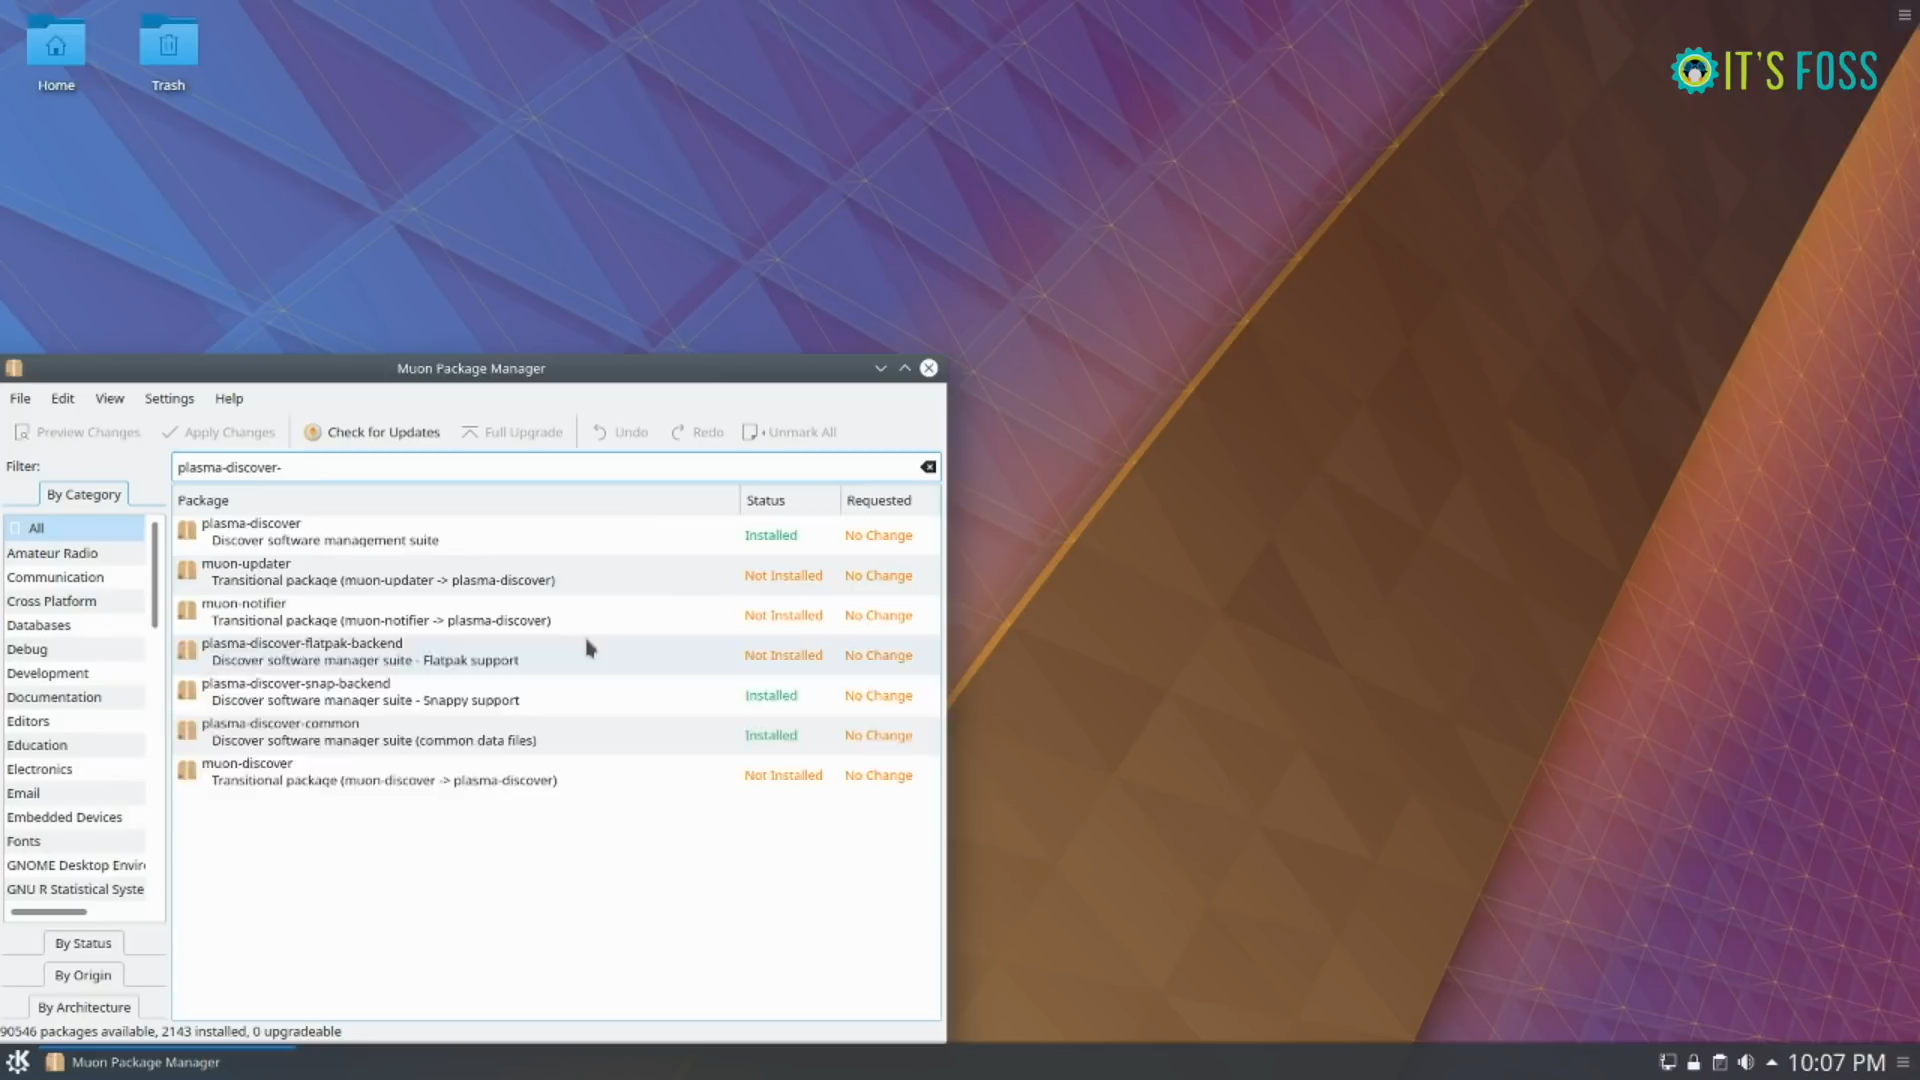 Home
Trash
IT'S FOSS
Muon Package Manager
File Edit View Settings Help
Preview Changes Apply Changes Check for Updates Full Upgrade Undo Redo Unmark All
Filter:
plasma-discover-
By Category
Package Status Requested
All
Amateur Radio
Communication
Cross Platform
Databases
Debug
Development
Documentation
Editors
Education
Electronics
Email
Embedded Devices
Fonts
GNOME Desktop Envir
GNU R Statistical Syste
plasma-discover
Discover software management suite
Installed No Change
muon-updater
Transitional package (muon-updater -> plasma-discover)
Not Installed No Change
muon-notifier
Transitional package (muon-notifier -> plasma-discover)
Not Installed No Change
plasma-discover-flatpak-backend
Discover software manager suite - Flatpak support
Not Installed No Change
plasma-discover-snap-backend
Discover software manager suite - Snappy support
Installed No Change
plasma-discover-common
Discover software manager suite (common data files)
Installed No Change
muon-discover
Transitional package (muon-discover -> plasma-discover)
Not Installed No Change
By Status
By Origin
By Architecture
90546 packages available, 2143 installed, 0 upgradeable
Muon Package Manager
10:07 PM